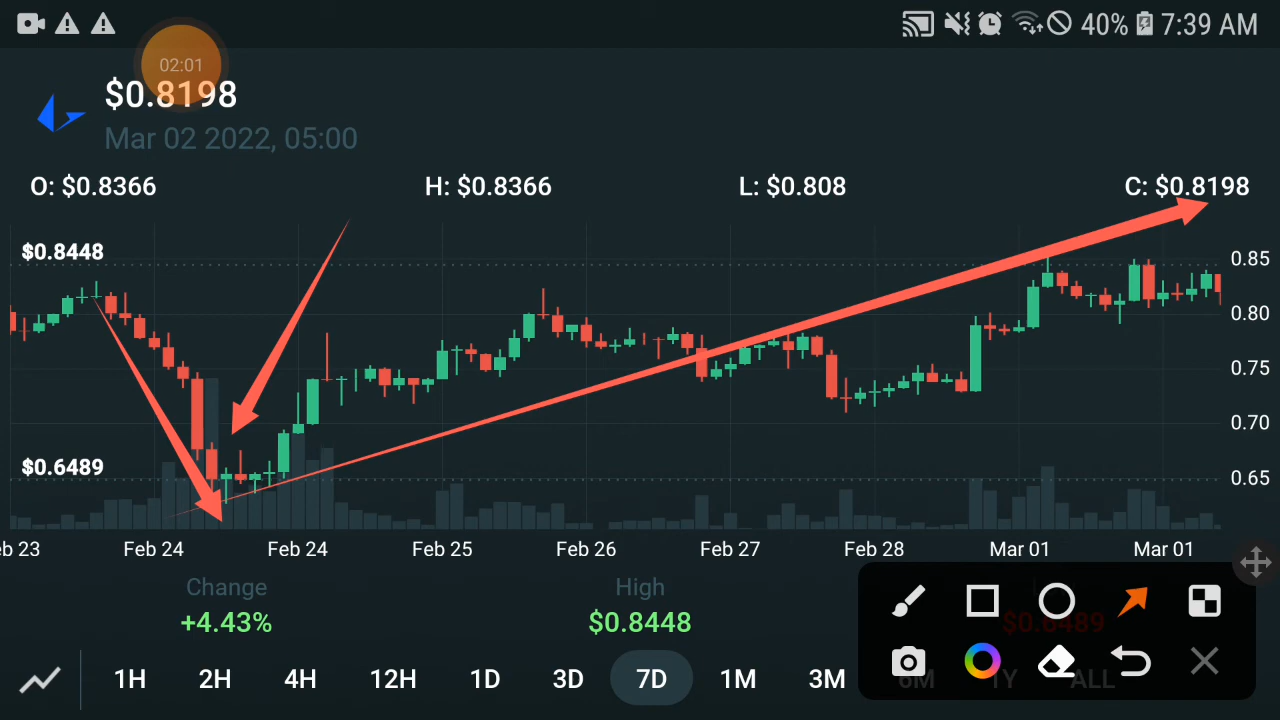 40% 7:39 AM
02:01
$0.8198
Mar 02 2022, 05:00
O: $0.8366 H: $0.8366 L: $0.808 C: $0.8198
$0.8448
0.85
0.80
0.75
0.70
$0.6489
0.65
eb 23 Feb 24 Feb 24 Feb 25 Feb 26 Feb 27 Feb 28 Mar 01 Mar 01
Change High
+4.43% $0.8448 $0.6489
1H 2H 4H 12H 1D 3D 7D 1M 3M 6M 1Y ALL